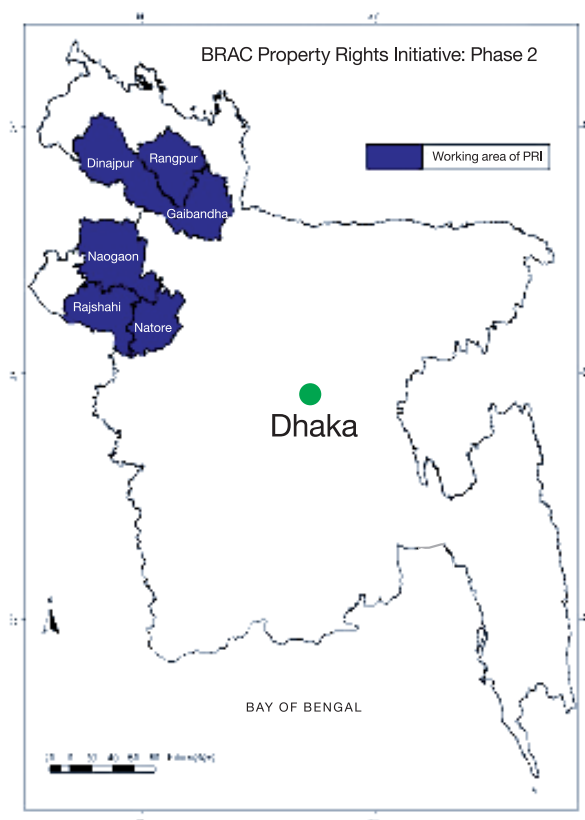 BRAC Property Rights Initiative: Phase 2
Working area of PRI
Dinajpur
Rangpur
Gaibandha
Naogaon
Rajshahi
Natore
Dhaka
BAY OF BENGAL